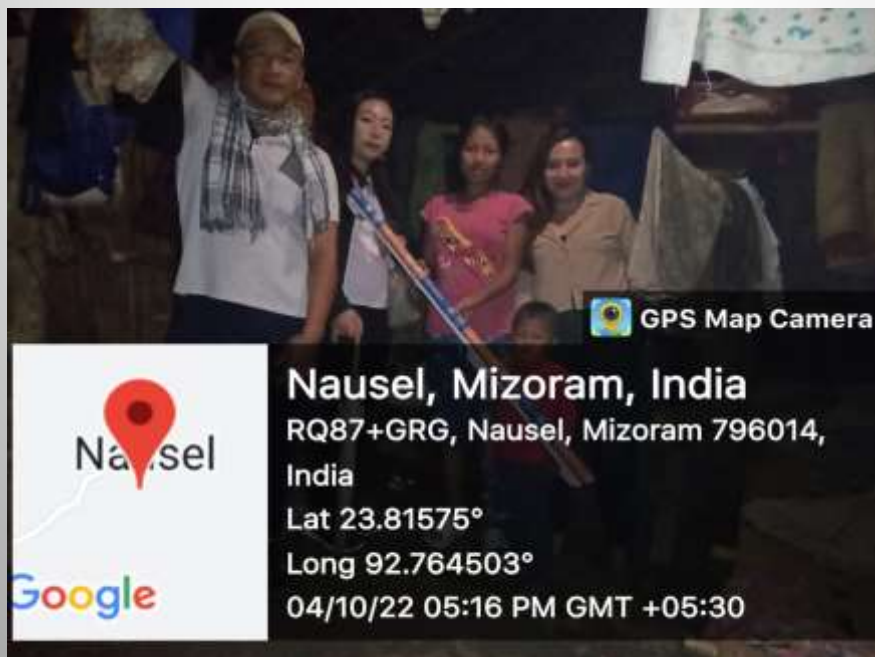 GPS Map Camera
Nausel, Mizoram, India
RQ87+GRG, Nausel, Mizoram 796014,
India
Lat 23.81575°
Long 92.764503°
04/10/22 05:16 PM GMT +05:30
Nausel
Google